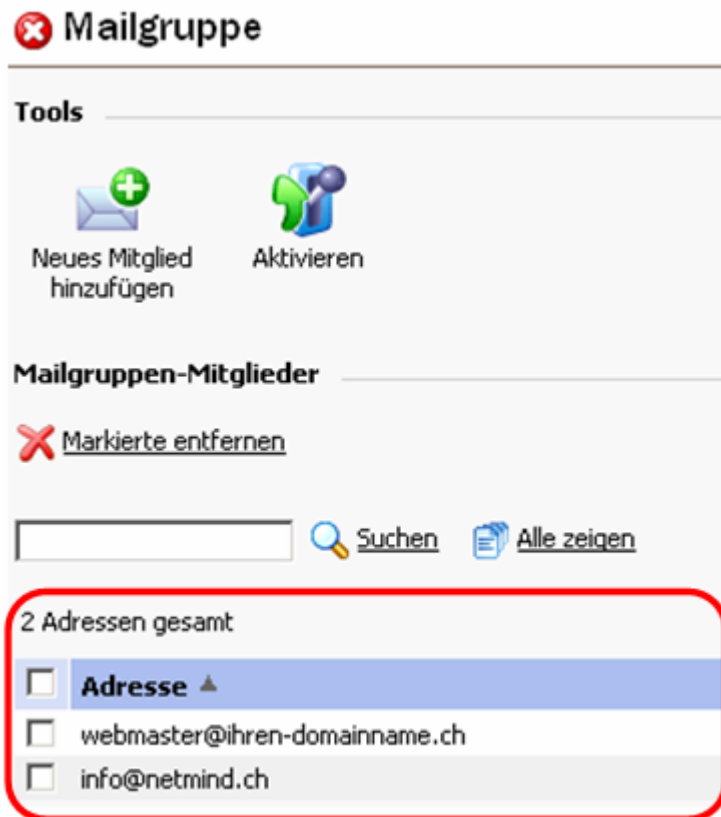 Mailgruppe
Tools
Neues Mitglied
hinzufügen
Aktivieren
Mailgruppen-Mitglieder
Markierte entfernen
Suchen Alle zeigen
2 Adressen gesamt
Adresse
webmaster@ihren-domainname.ch
info@netmind.ch